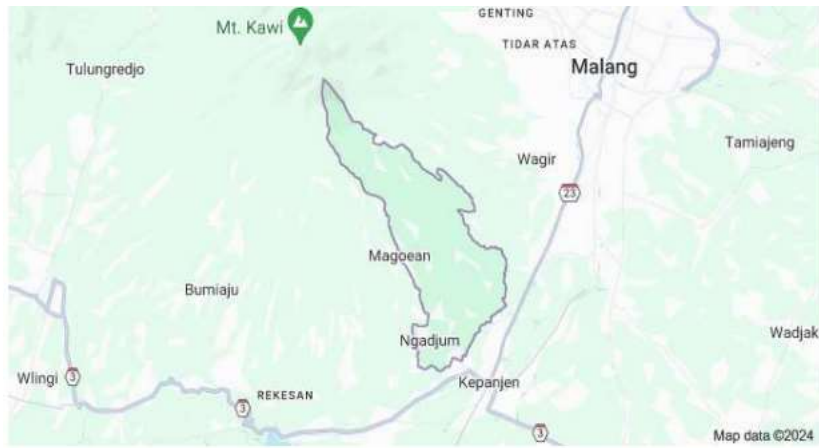 GENTING
Mt. Kawi
TIDAR ATAS
Malang
Tulungredjo
Tamiajeng
Wagir
23
Magoean
Bumiaju
Wadjak
Ngadjum
Wlingi
3
Kepanjen
REKESAN
3
3
Map data ©2024